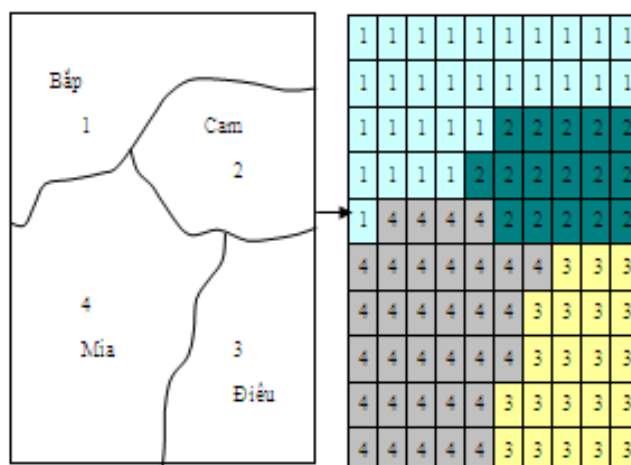 Bắp
1
Cam
2
4
Mia
3
Điều
1 1 1 1 1 1 1 1 1 1
1 1 1 1 1 1 1 1 1 1
1 1 1 1 1 2 2 2 2 2
1 1 1 1 2 2 2 2 2 2
1 4 4 4 4 2 2 2 2 2
4 4 4 4 4 4 4 3 3 3
4 4 4 4 4 4 3 3 3 3
4 4 4 4 4 4 3 3 3 3
4 4 4 4 4 3 3 3 3 3
4 4 4 4 4 3 3 3 3 3